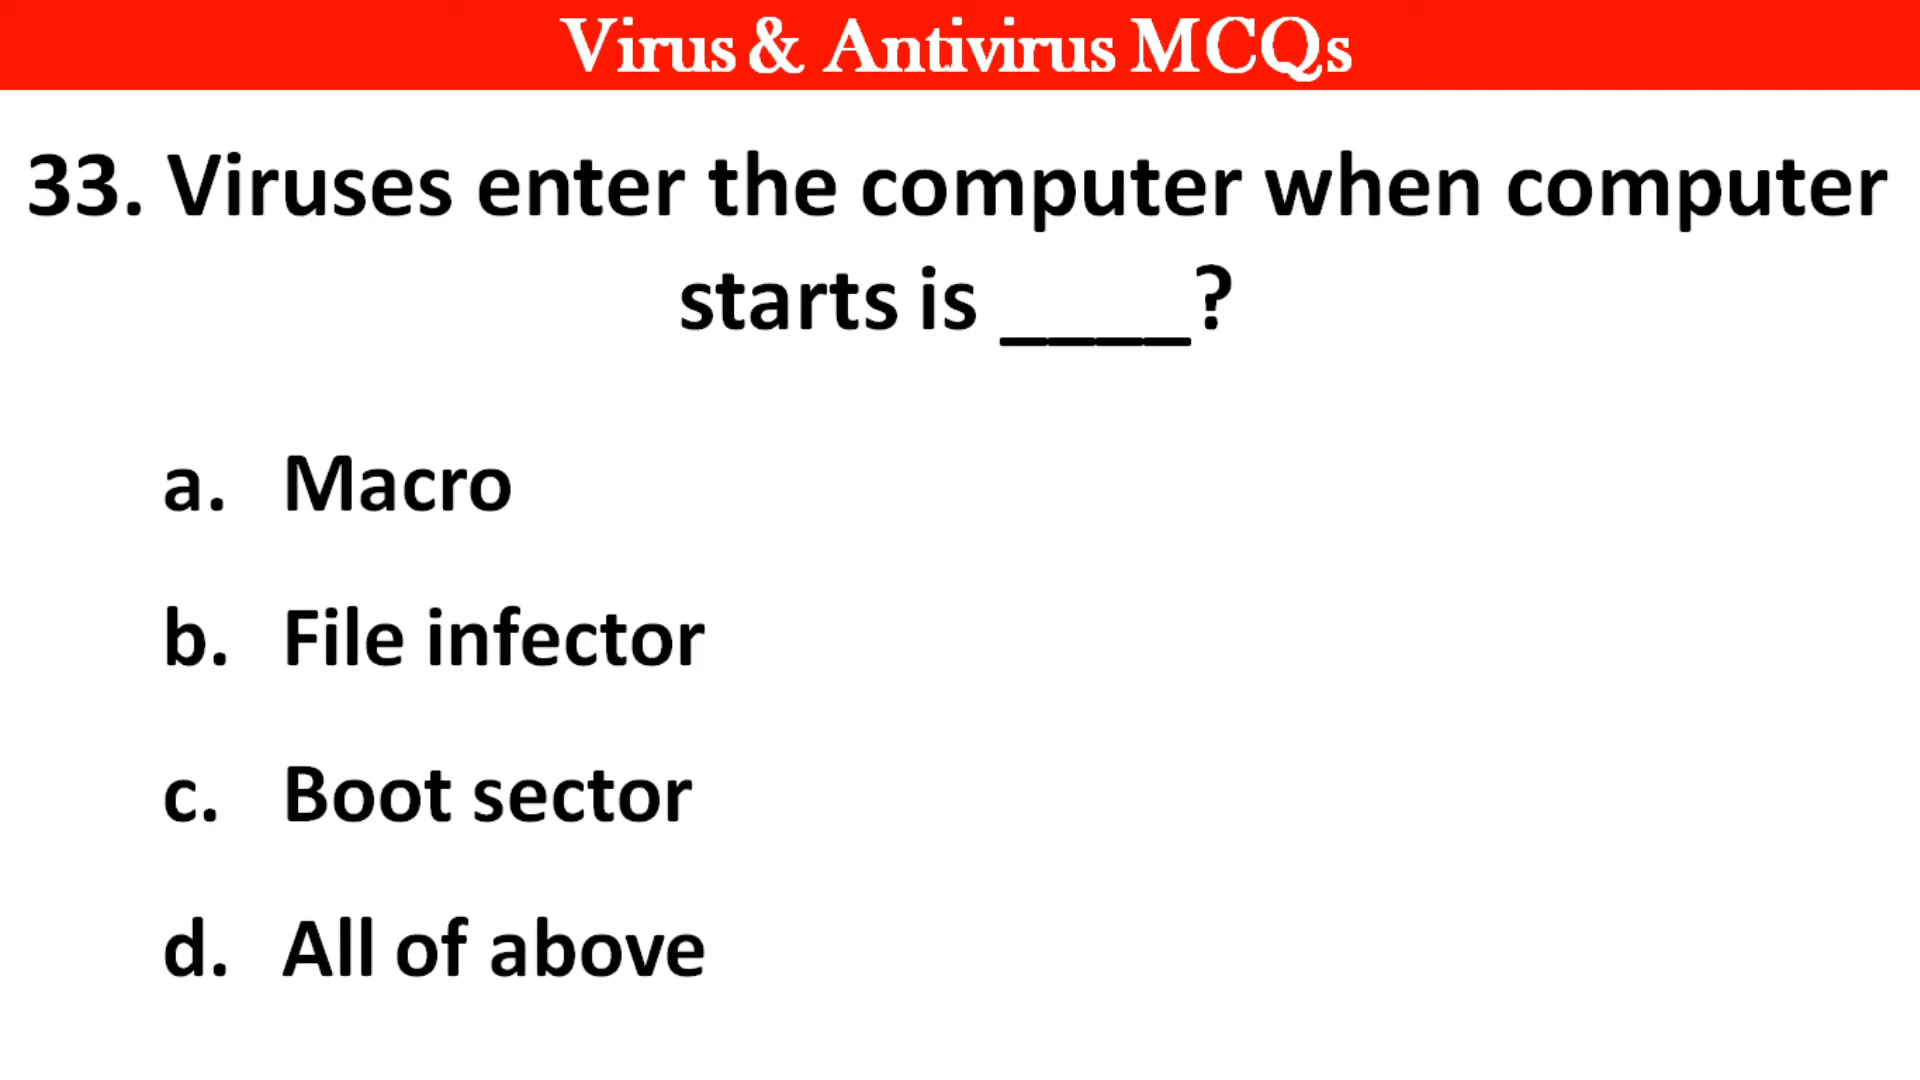 Virus & Antivirus MCQs
33. Viruses enter the computer when computer
starts is ____?
a. Macro
b. File infector
c. Boot sector
d. All of above